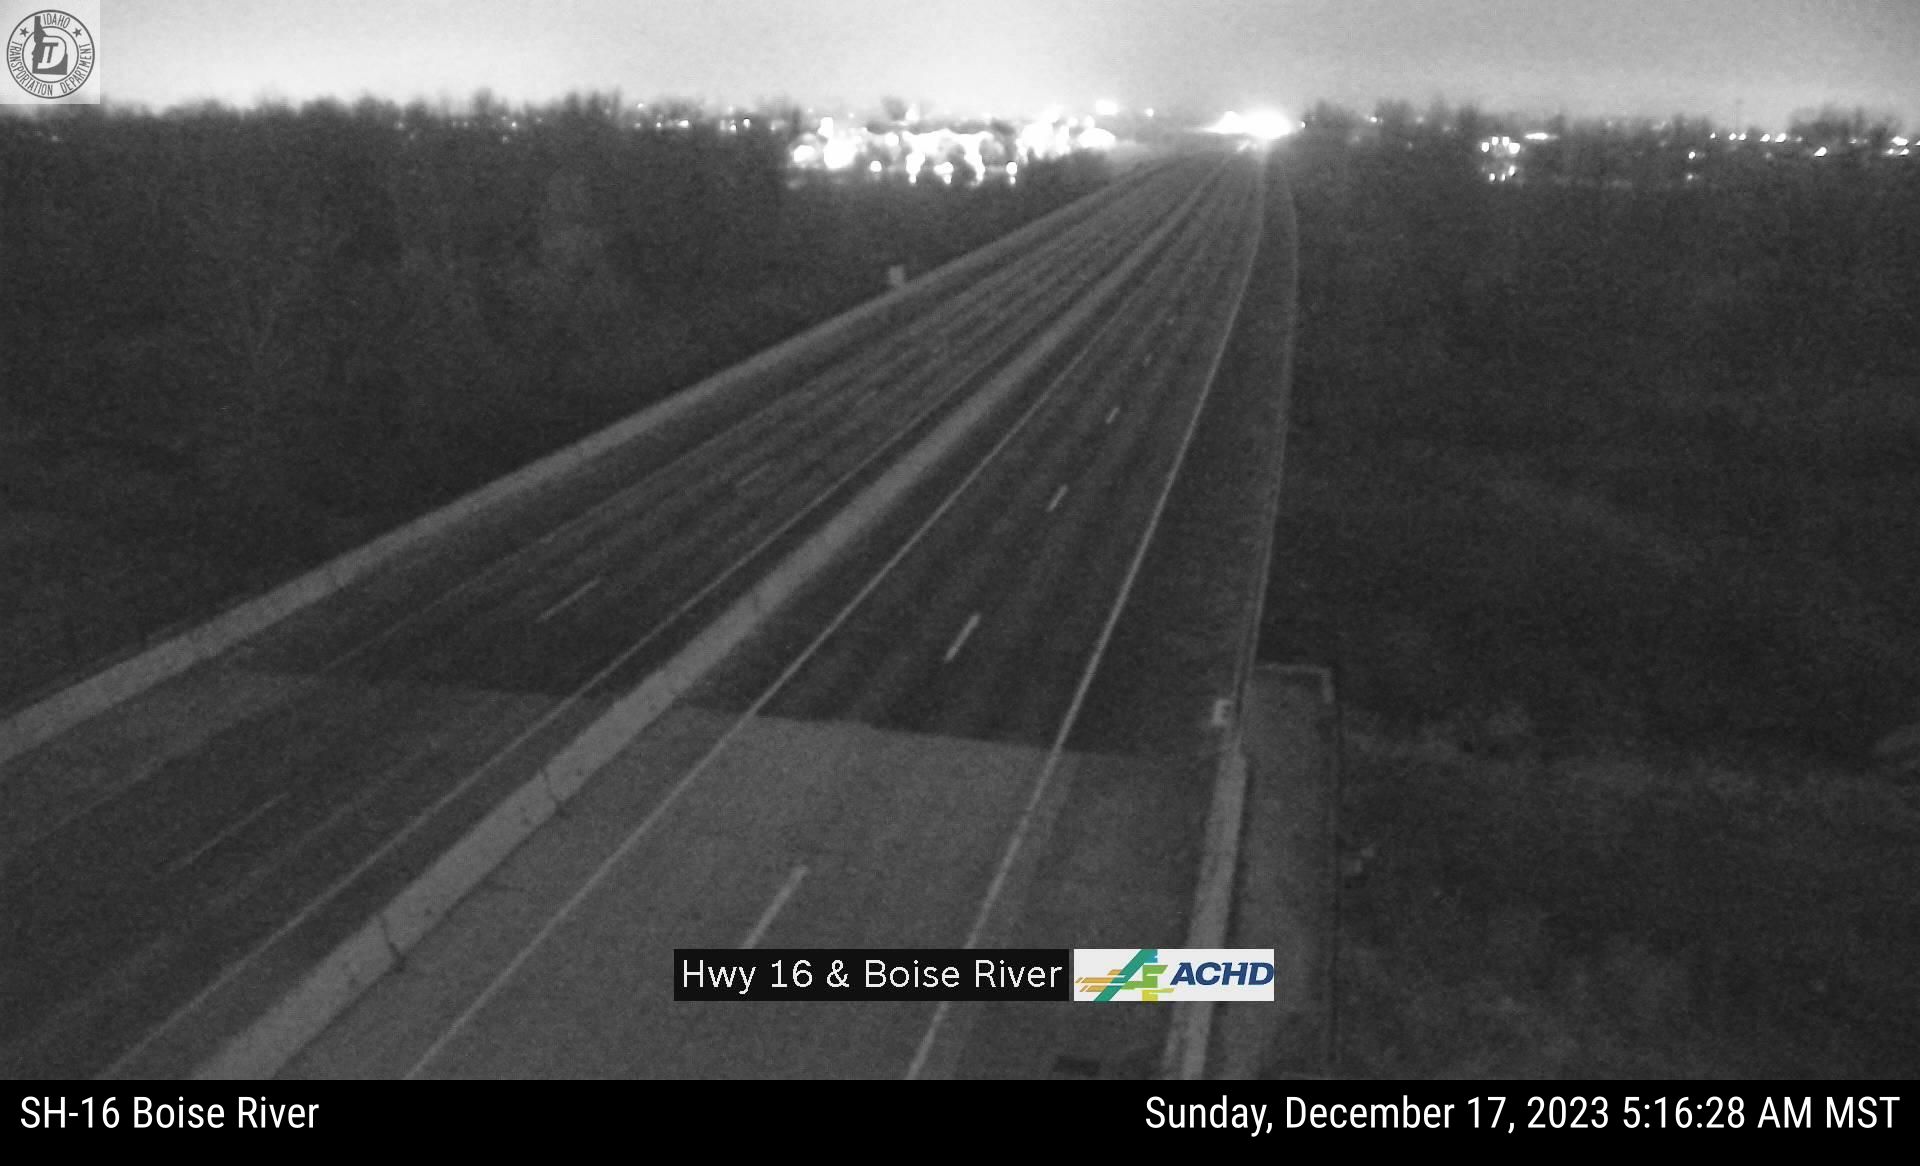 IDAHO
TRANSPORTATION DEPARTMENT
Hwy 16 & Boise River
ACHD
SH-16 Boise River
Sunday, December 17, 2023 5:16:28 AM MST